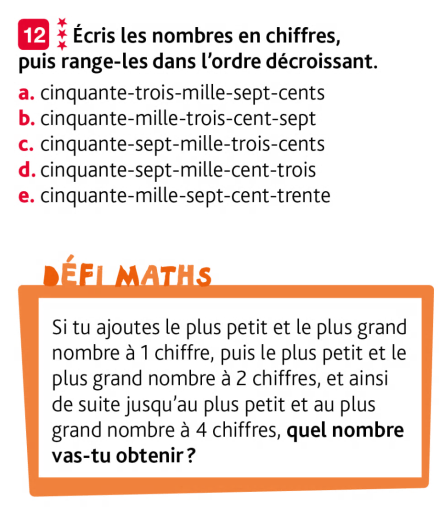 12 Écris les nombres en chiffres,
puis range-les dans l'ordre décroissant.
a. cinquante-trois-mille-sept-cents
b. cinquante-mille-trois-cent-sept
c. cinquante-sept-mille-trois-cents
d. cinquante-sept-mille-cent-trois
e. cinquante-mille-sept-cent-trente
DÉFI MATHS
Si tu ajoutes le plus petit et le plus grand
nombre à 1 chiffre, puis le plus petit et le
plus grand nombre à 2 chiffres, et ainsi
de suite jusqu'au plus petit et au plus
grand nombre à 4 chiffres, quel nombre
vas-tu obtenir ?